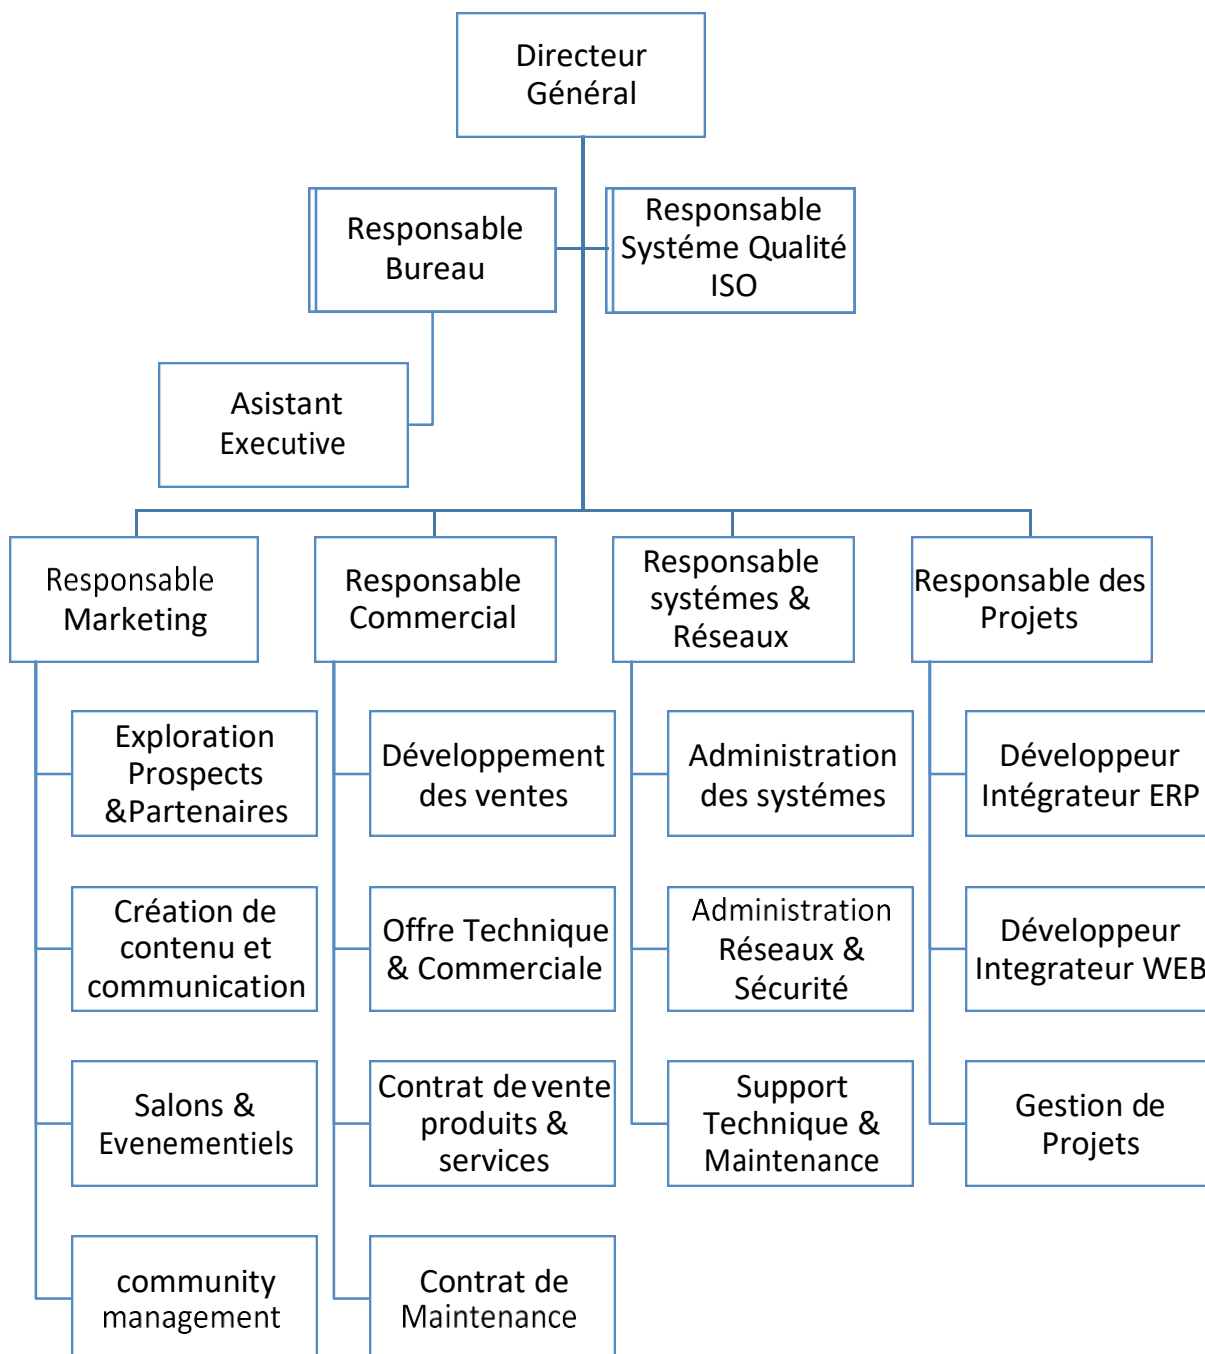 Directeur
Général
Responsable
Bureau
Responsable
Systéme Qualité
ISO
Asistant
Executive
Responsable
Marketing
Responsable
Commercial
Responsable
systémes &
Réseaux
Responsable des
Projets
Exploration
Prospects
&Partenaires
Développement
des ventes
Administration
des systémes
Développeur
Intégrateur ERP
Création de
contenu et
communication
Offre Technique
& Commerciale
Administration
Réseaux &
Sécurité
Développeur
Integrateur WEB
Salons &
Evenementiels
Contrat de vente
produits &
services
Support
Technique &
Maintenance
Gestion de
Projets
community
management
Contrat de
Maintenance